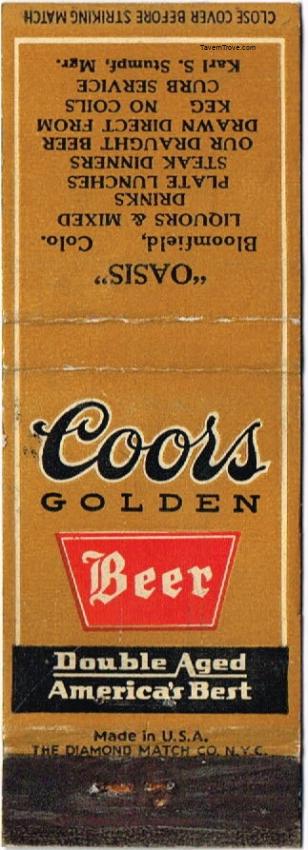 CLOSE COVER BEFORE STRIKING MATCH
TavernTrove.com
"OASIS"
Bloomfield, Colo.
LIQUORS & MIXED
DRINKS
PLATE LUNCHES
STEAK DINNERS
OUR DRAUGHT BEER
DRAWN DIRECT FROM
KEG NO COILS
CURB SERVICE
Karl S. Stumpf, Mgr.
Coors
GOLDEN
Beer
Double Aged
America's Best
Made in U.S.A.
THE DIAMOND MATCH CO. N.Y.C.